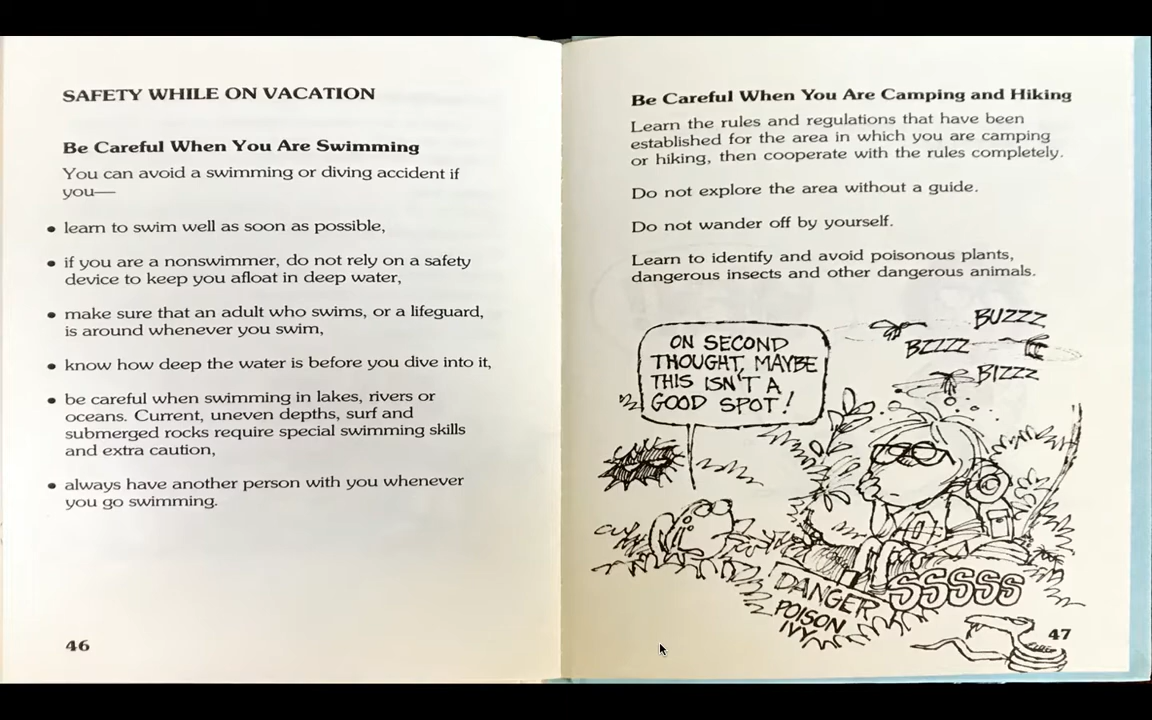 SAFETY WHILE ON VACATION
Be Careful When You Are Swimming
You can avoid a swimming or diving accident if
you—
• learn to swim well as soon as possible,
• if you are a nonswimmer, do not rely on a safety
device to keep you afloat in deep water,
• make sure that an adult who swims, or a lifeguard,
is around whenever you swim,
• know how deep the water is before you dive into it,
• be careful when swimming in lakes, rivers or
oceans. Current, uneven depths, surf and
submerged rocks require special swimming skills
and extra caution,
• always have another person with you whenever
you go swimming.
46
Be Careful When You Are Camping and Hiking
Learn the rules and regulations that have been
established for the area in which you are camping
or hiking, then cooperate with the rules completely.
Do not explore the area without a guide.
Do not wander off by yourself.
Learn to identify and avoid poisonous plants,
dangerous insects and other dangerous animals.
BUZZZ
BZZZZ
BIZZZ
ON SECOND
THOUGHT, MAYBE
THIS ISN'T A
GOOD SPOT!
DANGER
POISON
IVY
SSSSS
47